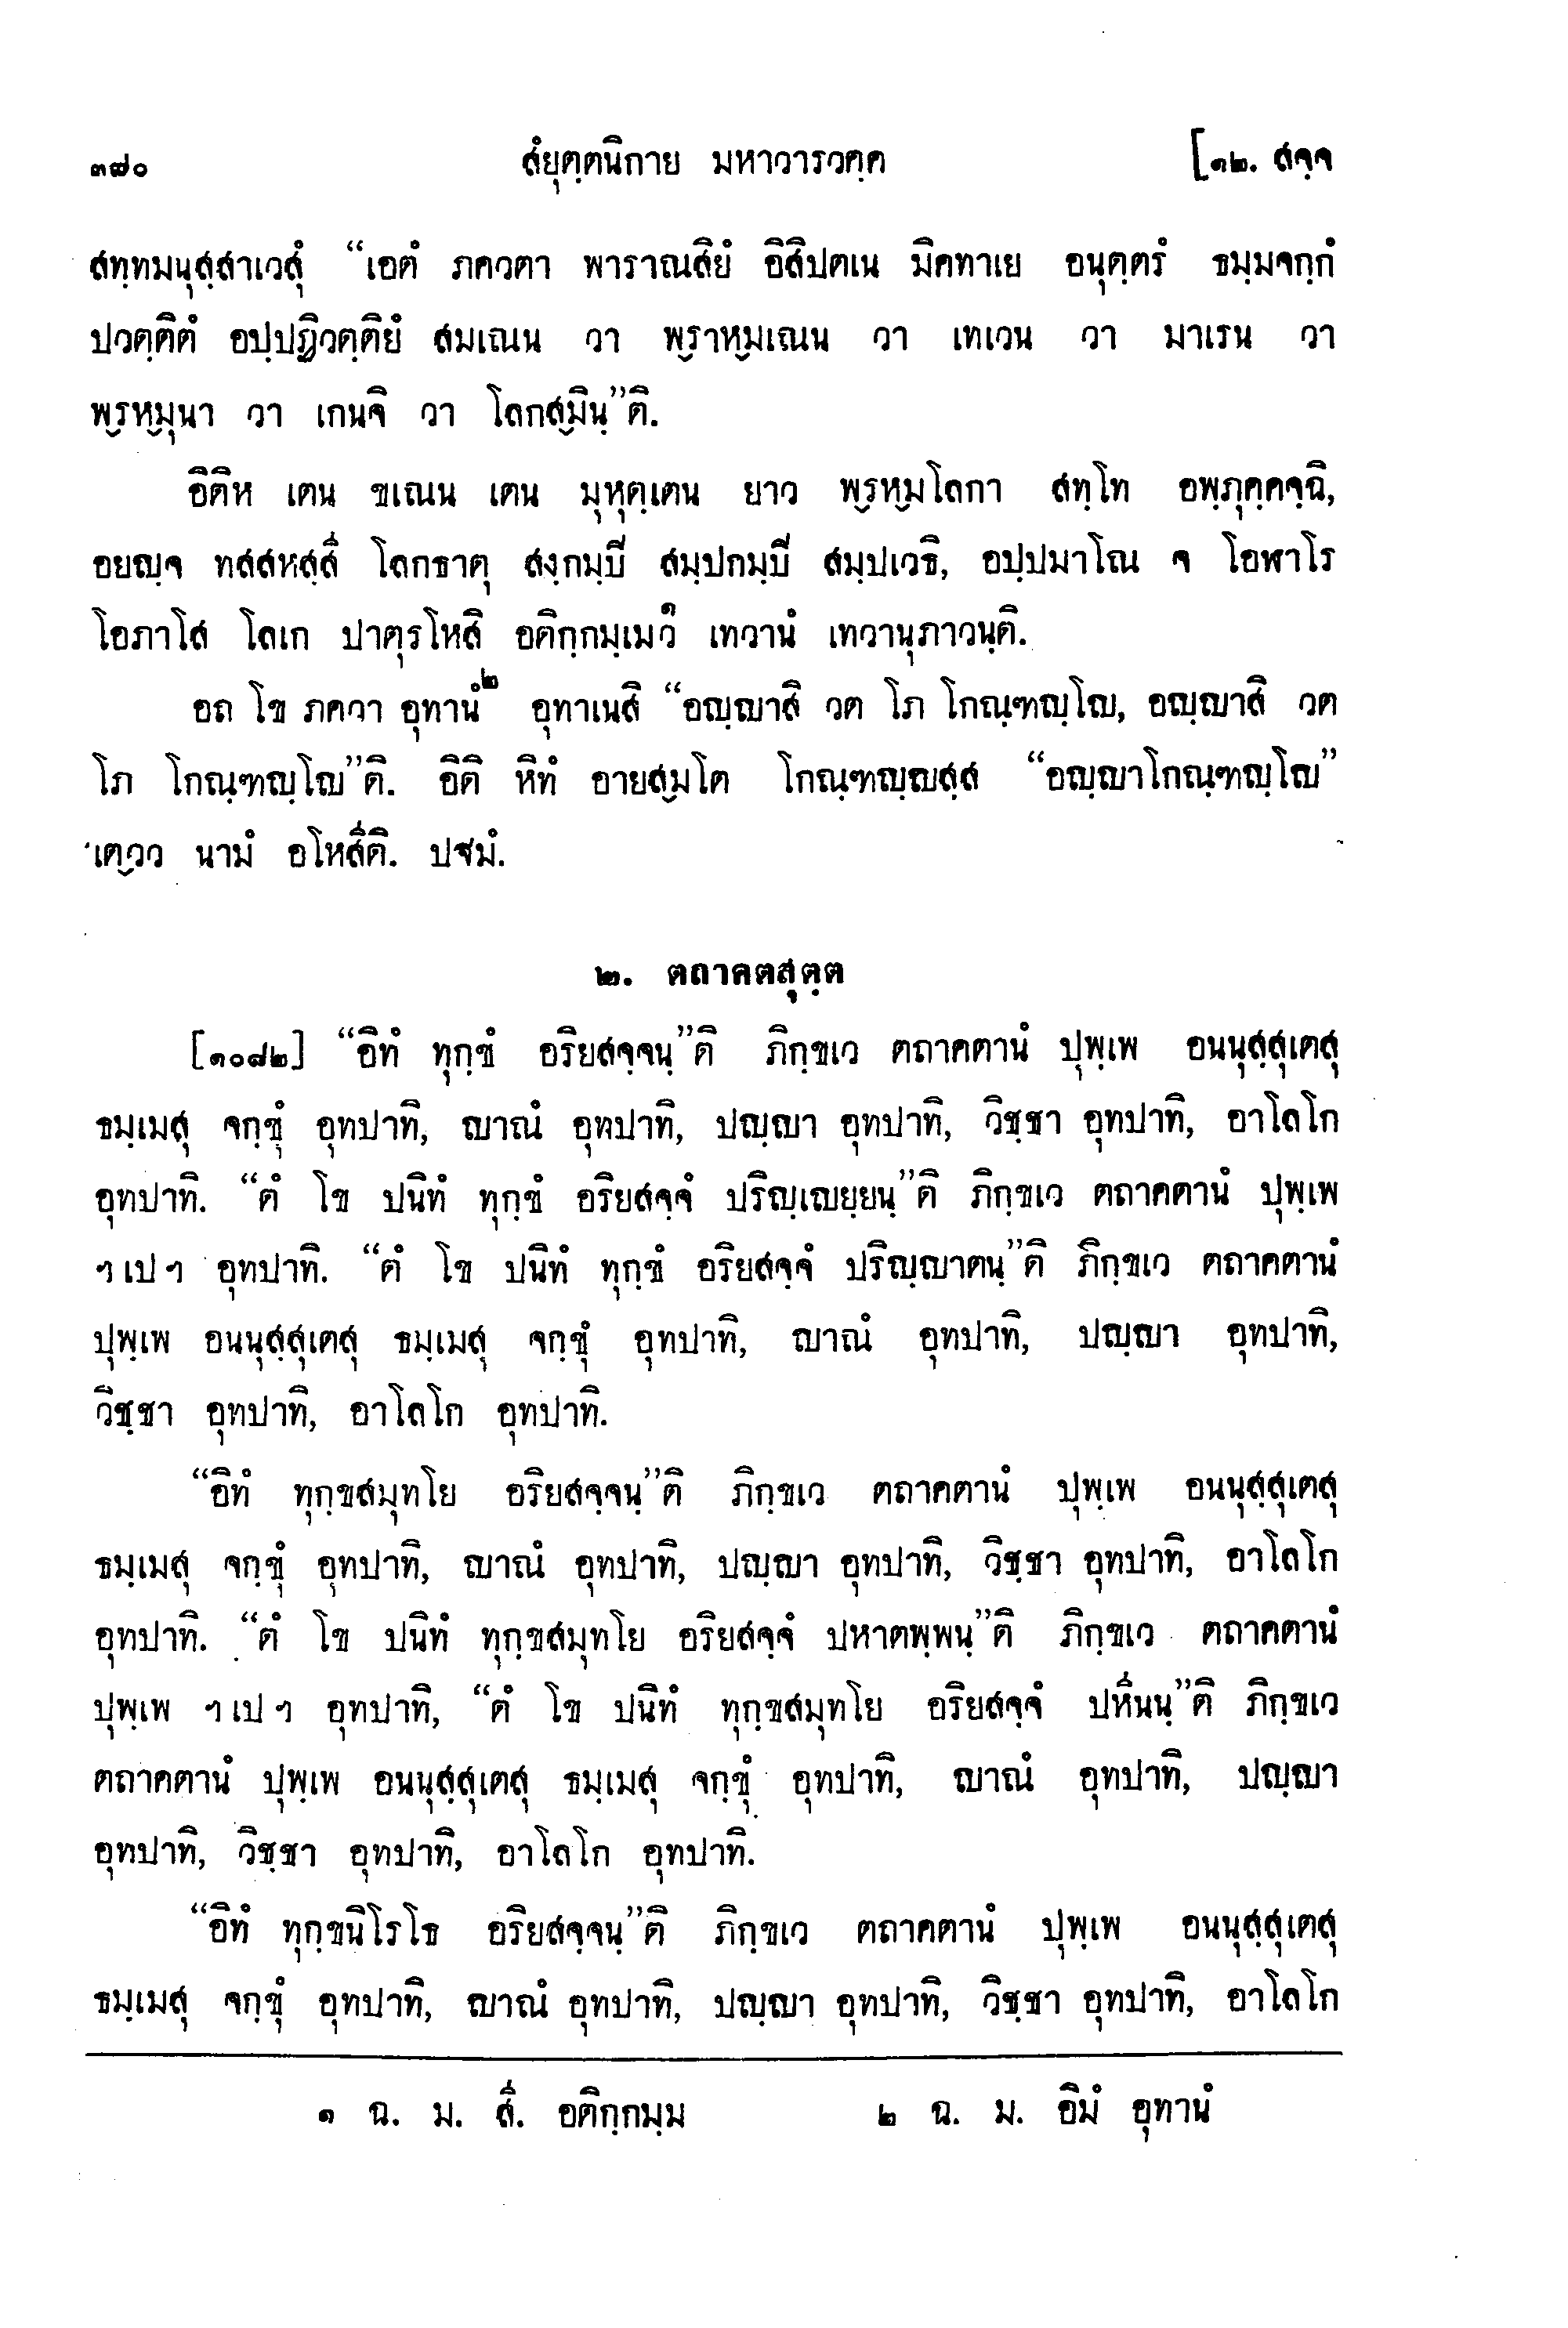 ๓๗๐ สํยุตฺตนิกาย มหาวารวคฺค [๑๒. สจฺจ
สทฺทมนุสฺสาเวสุํ “เอตํ ภควตา พาราณสิยํ อิสิปตเน มิคทาเย อนุตฺตรํ ธมฺมจกฺกํ
ปวตฺติตํ อปฺปฏิวตฺติยํ สมเณน วา พฺราหฺมเณน วา เทเวน วา มาเรน วา
พฺรหฺมุนา วา เกนจิ วา โลกสฺมินฺ”ติ.
อิติห เตน ขเณน เตน มุหุตฺเตน ยาว พฺรหฺมโลกา สทฺโท อพฺภุคฺคจฺฉิ,
อยญฺจ ทสสหสฺสี โลกธาตุ สงฺกมฺปิ สมฺปกมฺปิ สมฺปเวธิ, อปฺปมาโณ จ โอฬาโร
โอภาโส โลเก ปาตุรโหสิ อติกฺกมฺเมว๑ เทวานํ เทวานุภาวนฺติ.
อถ โข ภควา อุทานํ๒ อุทาเนสิ “อญฺญาสิ วต โภ โกณฺฑญฺโญ, อญฺญาสิ วต
โภ โกณฺฑญฺโญ”ติ. อิติ หิทํ อายสฺมโต โกณฺฑญฺญสฺส “อญฺญาโกณฺฑญฺโญ”
เตฺวว นามํ อโหสีติ. ปฐมํ.
๒. ตถาคตสุตฺต
[๑๐๘๒] “อิทํ ทุกฺขํ อริยสจฺจนฺ”ติ ภิกฺขเว ตถาคตานํ ปุพฺเพ อนนุสฺสุเตสุ
ธมฺเมสุ จกฺขุํ อุทปาทิ, ญาณํ อุทปาทิ, ปญฺญา อุทปาทิ, วิชฺชา อุทปาทิ, อาโลโก
อุทปาทิ. “ตํ โข ปนิทํ ทุกฺขํ อริยสจฺจํ ปริญฺเญยฺยนฺ”ติ ภิกฺขเว ตถาคตานํ ปุพฺเพ
ฯเปฯ อุทปาทิ. “ตํ โข ปนิทํ ทุกฺขํ อริยสจฺจํ ปริญฺญาตนฺ”ติ ภิกฺขเว ตถาคตานํ
ปุพฺเพ อนนุสฺสุเตสุ ธมฺเมสุ จกฺขุํ อุทปาทิ, ญาณํ อุทปาทิ, ปญฺญา อุทปาทิ,
วิชฺชา อุทปาทิ, อาโลโก อุทปาทิ.
“อิทํ ทุกฺขสมุทโย อริยสจฺจนฺ”ติ ภิกฺขเว ตถาคตานํ ปุพฺเพ อนนุสฺสุเตสุ
ธมฺเมสุ จกฺขุํ อุทปาทิ, ญาณํ อุทปาทิ, ปญฺญา อุทปาทิ, วิชฺชา อุทปาทิ, อาโลโก
อุทปาทิ. “ตํ โข ปนิทํ ทุกฺขสมุทโย อริยสจฺจํ ปหาตพฺพนฺ”ติ ภิกฺขเว ตถาคตานํ
ปุพฺเพ ฯเปฯ อุทปาทิ, “ตํ โข ปนิทํ ทุกฺขสมุทโย อริยสจฺจํ ปหีนนฺ”ติ ภิกฺขเว
ตถาคตานํ ปุพฺเพ อนนุสฺสุเตสุ ธมฺเมสุ จกฺขุํ อุทปาทิ, ญาณํ อุทปาทิ, ปญฺญา
อุทปาทิ, วิชฺชา อุทปาทิ, อาโลโก อุทปาทิ.
“อิทํ ทุกฺขนิโรโธ อริยสจฺจนฺ”ติ ภิกฺขเว ตถาคตานํ ปุพฺเพ อนนุสฺสุเตสุ
ธมฺเมสุ จกฺขุํ อุทปาทิ, ญาณํ อุทปาทิ, ปญฺญา อุทปาทิ, วิชฺชา อุทปาทิ, อาโลโก
๑ ฉ. ม. สี. อติกฺกมฺม ๒ ฉ. ม. อิมํ อุทานํ